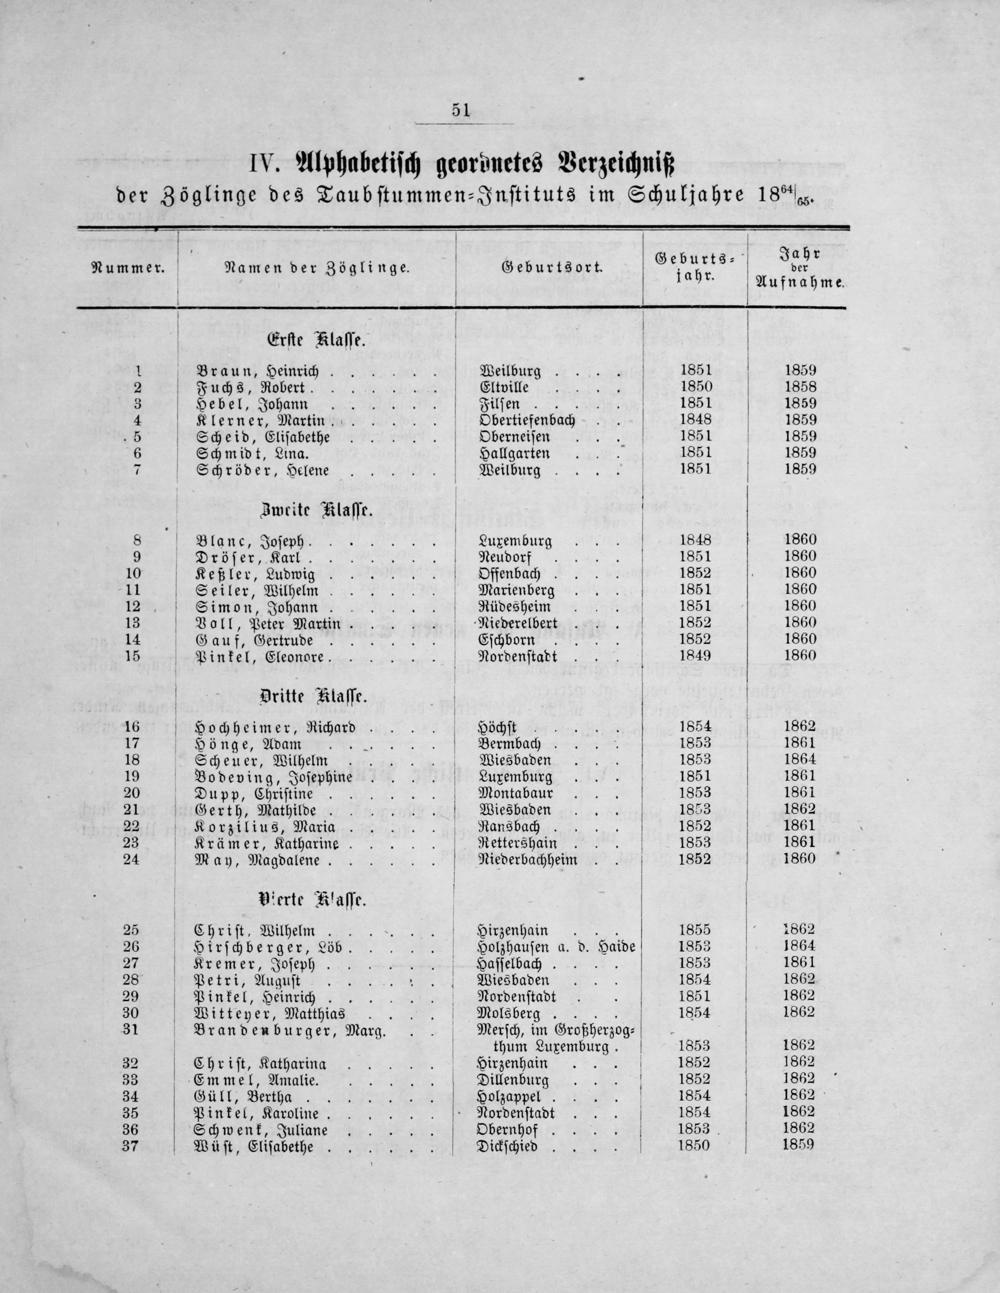 51
IV. Alphabetisch geordnetes Verzeichniß
der Zöglinge des Taubstummen-Instituts im Schuljahre 18 64/65.
Nummer. Namen der Zöglinge. Geburtsort. Geburts-jahr. Jahr der Aufnahme.
Erste Klasse.
1 Braun, Heinrich . . . . . . Weilburg . . . . 1851 1859
2 Fuchs, Robert . . . . . . . Eltville . . . . 1850 1858
3 Hebel, Johann . . . . . . Filsen . . . . . 1851 1859
4 Klerner, Martin . . . . . . Obertiefenbach . . 1848 1859
5 Scheid, Elisabethe . . . . . Oberneisen . . . 1851 1859
6 Schmidt, Lina. . . . . . . Hallgarten . . . 1851 1859
7 Schröder, Helene . . . . . Weilburg . . . . 1851 1859
Zweite Klasse.
8 Blanc, Joseph . . . . . . . Luxemburg . . . 1848 1860
9 Dröser, Karl . . . . . . . Neudorf . . . . 1851 1860
10 Keßler, Ludwig . . . . . . Offenbach . . . . 1852 1860
11 Seiler, Wilhelm . . . . . . Marienberg . . . 1851 1860
12 Simon, Johann . . . . . . Rüdesheim . . . 1851 1860
13 Voll, Peter Martin . . . . . Niederelbert . . . 1852 1860
14 Gauf, Gertrude . . . . . . Eschborn . . . . 1852 1860
15 Pinkel, Eleonore . . . . . . Nordenstadt . . . 1849 1860
Dritte Klasse.
16 Hochheimer, Richard . . . . Höchst . . . . . 1854 1862
17 Hönge, Adam . . . . . . Bermbach . . . . 1853 1861
18 Scheuer, Wilhelm . . . . . Wiesbaden . . . 1853 1864
19 Bodeving, Josephine . . . . Luxemburg . . . 1851 1861
20 Dupp, Christine . . . . . . Montabaur . . . 1853 1861
21 Gerth, Mathilde . . . . . . Wiesbaden . . . 1853 1862
22 Korzilius, Maria . . . . . Ransbach . . . . 1852 1861
23 Krämer, Katharine . . . . . Rettershain . . . 1853 1861
24 May, Magdalene . . . . . . Niederbachheim . . 1852 1860
Vierte Klasse.
25 Christ, Wilhelm . . . . . . Hirzenhain . . . 1855 1862
26 Hirschberger, Löb . . . . . Holzhausen a. d. Haide 1853 1864
27 Kremer, Joseph . . . . . . Hasselbach . . . . 1853 1861
28 Petri, August . . . . . . Wiesbaden . . . 1854 1862
29 Pinkel, Heinrich . . . . . . Nordenstadt . . . 1851 1862
30 Witteyer, Matthias . . . . Molsberg . . . . 1854 1862
31 Brandenburger, Marg. . . Mersch, im Großherzog-
thum Luxemburg . 1853 1862
32 Christ, Katharina . . . . . Hirzenhain . . . 1852 1862
33 Emmel, Amalie. . . . . . Dillenburg . . . 1852 1862
34 Güll, Bertha . . . . . . . Holzappel . . . . 1854 1862
35 Pinkel, Karoline . . . . . . Nordenstadt . . . 1854 1862
36 Schwenk, Juliane . . . . . Obernhof . . . . 1853 1862
37 Wüst, Elisabethe . . . . . . Dickschied . . . . 1850 1859